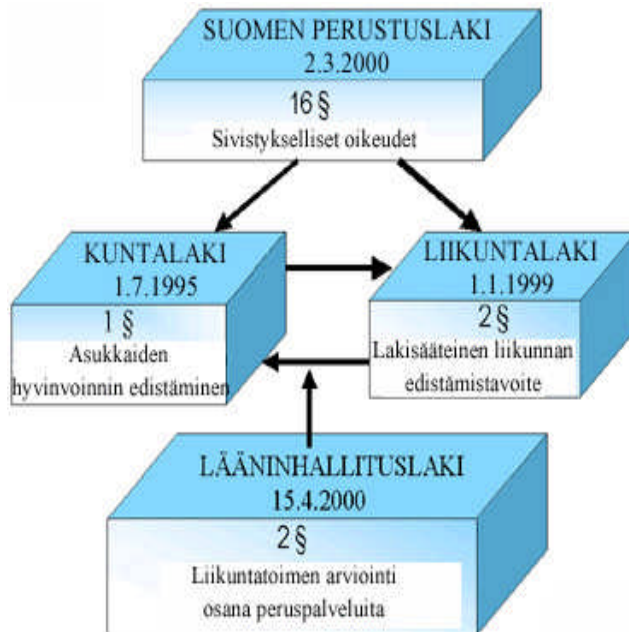 SUOMEN PERUSTUSLAKI
2.3.2000
16 §
Sivistykselliset oikeudet
KUNTALAKI
1.7.1995
1 §
Asukkaiden
hyvinvoinnin edistäminen
LIIKUNTALAKI
1.1.1999
2 §
Lakisääteinen liikunnan
edistämistavoite
LÄÄNINHALLITUSLAKI
15.4.2000
2 §
Liikuntatoimen arviointi
osana peruspalveluita